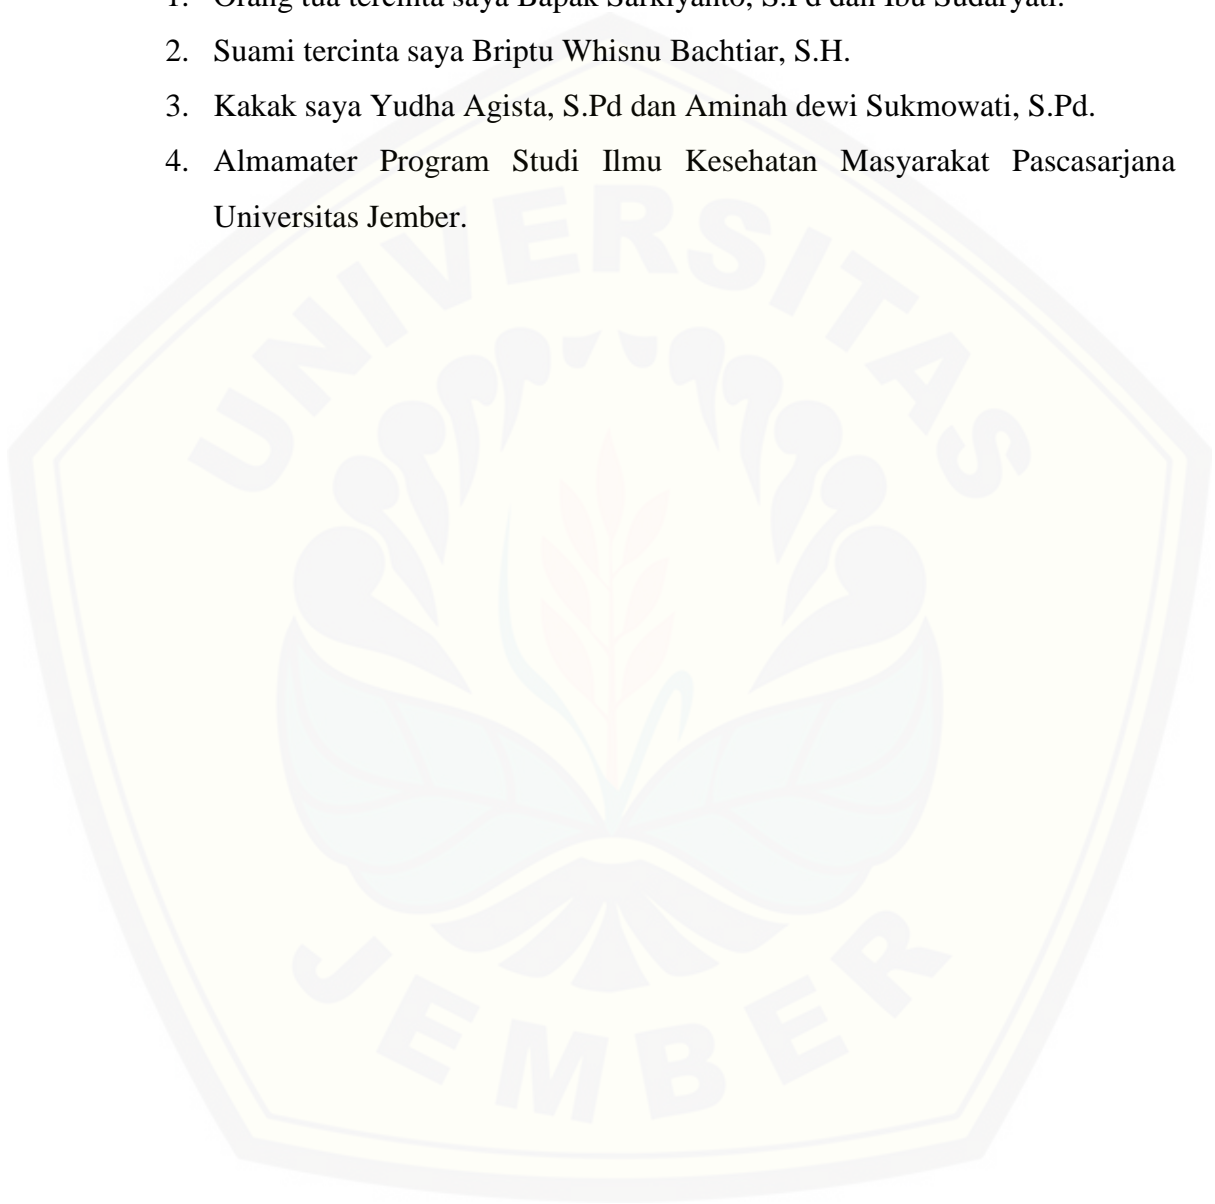 1. Orang tua tercinta saya Bapak Sarkiyanto, S.Pd dan Ibu Sudaryati.
2. Suami tercinta saya Briptu Whisnu Bachtiar, S.H.
3. Kakak saya Yudha Agista, S.Pd dan Aminah dewi Sukmowati, S.Pd.
4. Almamater Program Studi Ilmu Kesehatan Masyarakat Pascasarjana
Universitas Jember.
UNIVERSITAS
JEMBER